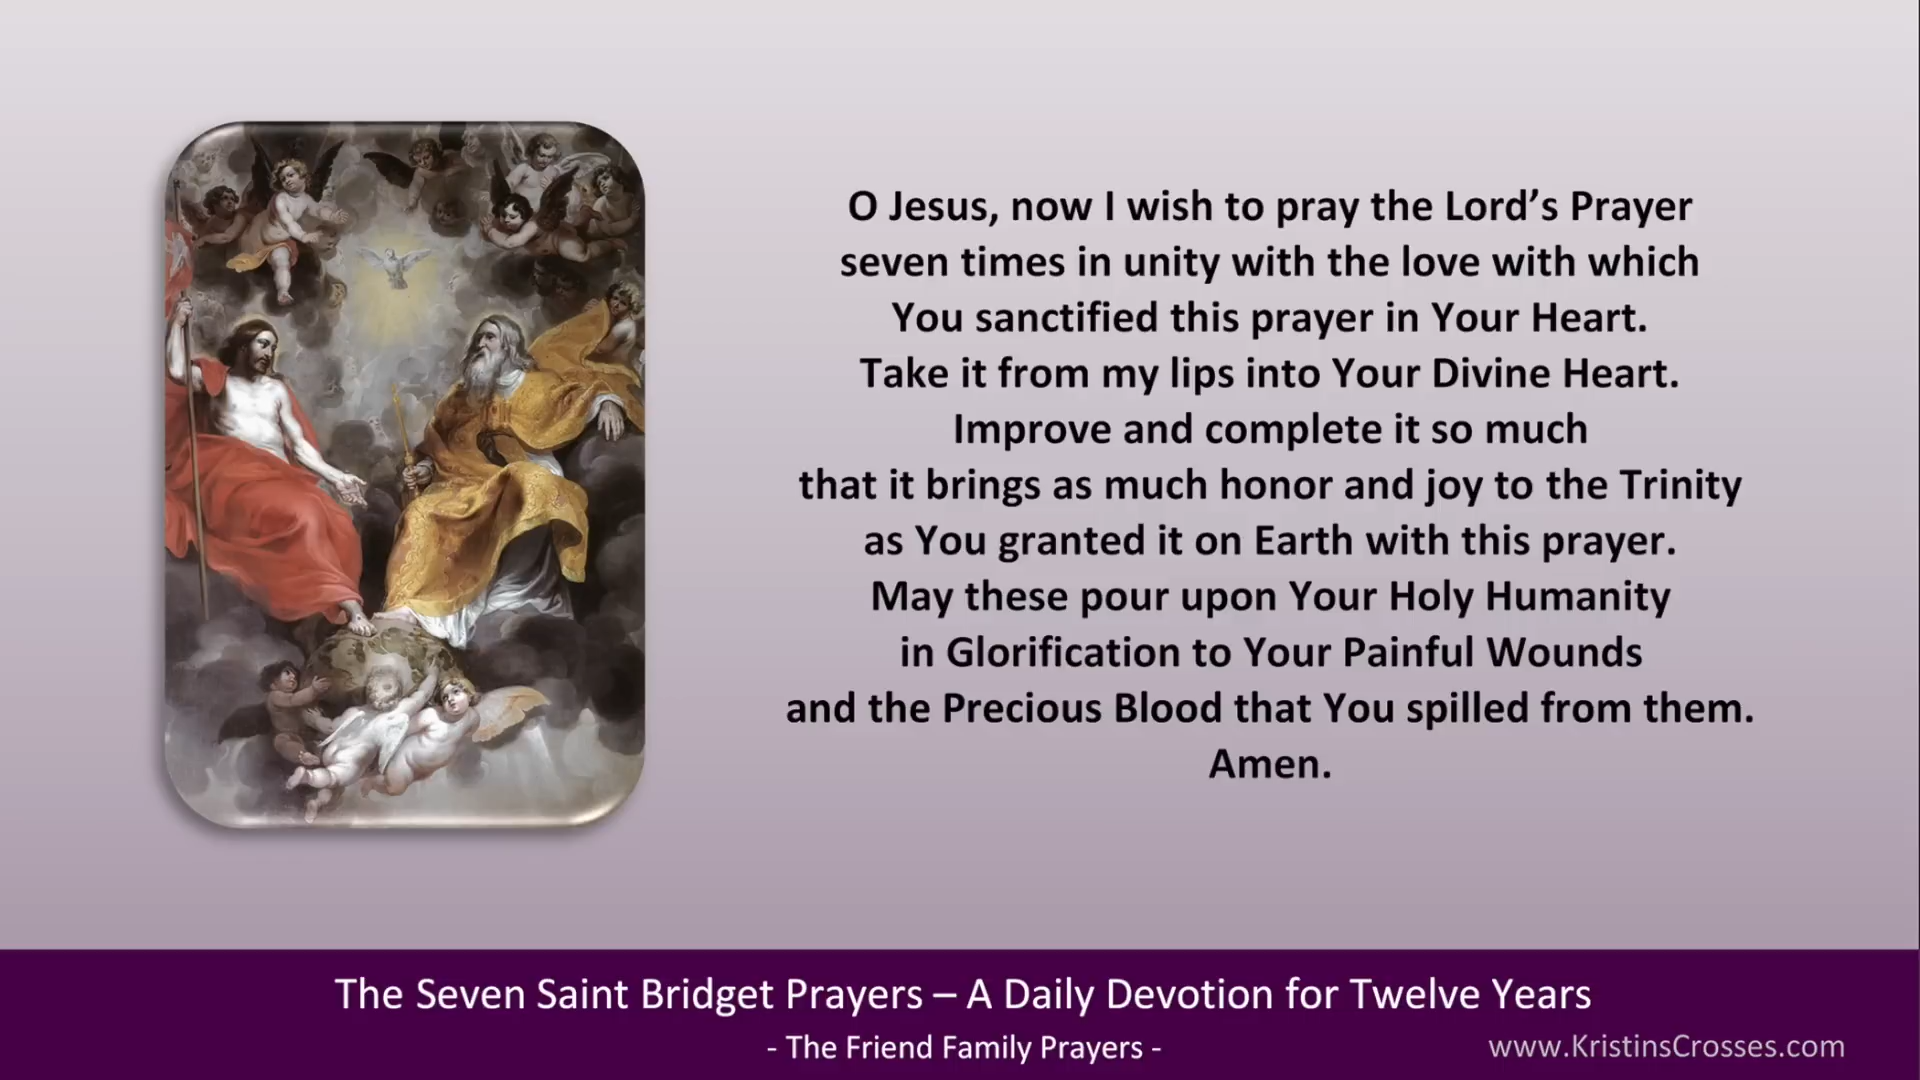 O Jesus, now I wish to pray the Lord’s Prayer
seven times in unity with the love with which
You sanctified this prayer in Your Heart.
Take it from my lips into Your Divine Heart.
Improve and complete it so much
that it brings as much honor and joy to the Trinity
as You granted it on Earth with this prayer.
May these pour upon Your Holy Humanity
in Glorification to Your Painful Wounds
and the Precious Blood that You spilled from them.
Amen.
The Seven Saint Bridget Prayers – A Daily Devotion for Twelve Years
- The Friend Family Prayers -
www.KristinsCrosses.com